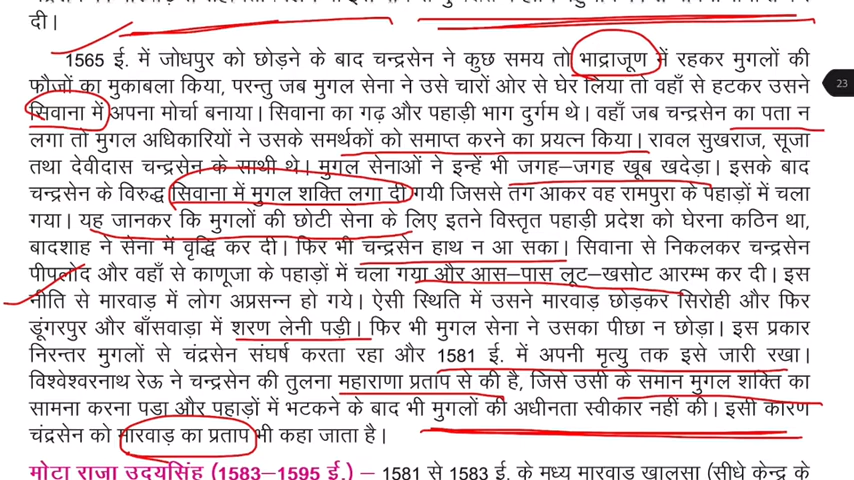 दी।
1565 ई. में जोधपुर को छोड़ने के बाद चन्द्रसेन ने कुछ समय तो भाद्राजूण में रहकर मुगलों की
फौजों का मुकाबला किया, परन्तु जब मुगल सेना ने उसे चारों ओर से घेर लिया तो वहाँ से हटकर उसने
23
सिवाना में अपना मोर्चा बनाया। सिवाना का गढ़ और पहाड़ी भाग दुर्गम थे। वहाँ जब चन्द्रसेन का पता न
लगा तो मुगल अधिकारियों ने उसके समर्थकों को समाप्त करने का प्रयत्न किया। रावल सुखराज, सूजा
तथा देवीदास चन्द्रसेन के साथी थे। मुगल सेनाओं ने इन्हें भी जगह–जगह खूब खदेड़ा। इसके बाद
चन्द्रसेन के विरुद्ध सिवाना में मुगल शक्ति लगा दी गयी जिससे तंग आकर वह रामपुरा के पहाड़ों में चला
गया। यह जानकर कि मुगलों की छोटी सेना के लिए इतने विस्तृत पहाड़ी प्रदेश को घेरना कठिन था,
बादशाह ने सेना में वृद्धि कर दी। फिर भी चन्द्रसेन हाथ न आ सका। सिवाना से निकलकर चन्द्रसेन
पीपलोद और वहाँ से काणूजा के पहाड़ों में चला गया और आस–पास लूट–खसोट आरम्भ कर दी। इस
नीति से मारवाड़ में लोग अप्रसन्न हो गये। ऐसी स्थिति में उसने मारवाड़ छोड़कर सिरोही और फिर
डूंगरपुर और बाँसवाड़ा में शरण लेनी पड़ी। फिर भी मुगल सेना ने उसका पीछा न छोड़ा। इस प्रकार
निरन्तर मुगलों से चंद्रसेन संघर्ष करता रहा और 1581 ई. में अपनी मृत्यु तक इसे जारी रखा।
विश्वेश्वरनाथ रेऊ ने चन्द्रसेन की तुलना महाराणा प्रताप से की है, जिसे उसी के समान मुगल शक्ति का
सामना करना पड़ा और पहाड़ों में भटकने के बाद भी मुगलों की अधीनता स्वीकार नहीं की। इसी कारण
चंद्रसेन को मारवाड़ का प्रताप भी कहा जाता है।
मोटा राजा उदयसिंह (1583–1595 ई.) – 1581 से 1583 ई. के मध्य मारवाड़ खालसा (सीधे केन्द्र के